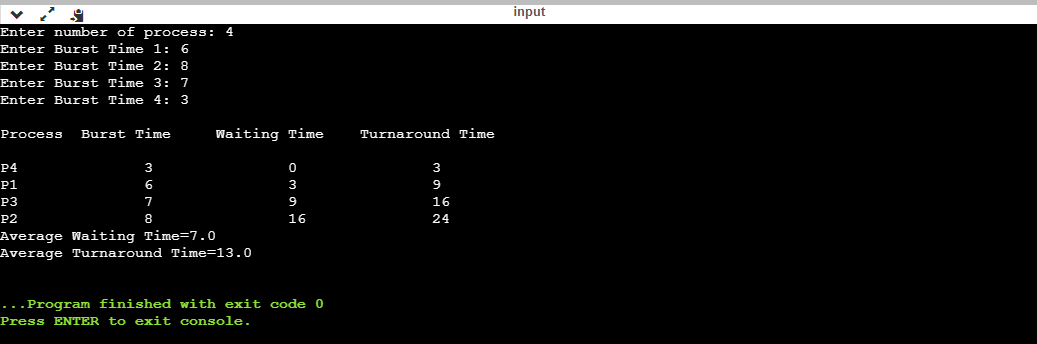 input
Enter number of process: 4
Enter Burst Time 1: 6
Enter Burst Time 2: 8
Enter Burst Time 3: 7
Enter Burst Time 4: 3
Process  Burst Time     Waiting Time    Turnaround Time
P4              3               0               3
P1              6               3               9
P3              7               9               16
P2              8               16              24
Average Waiting Time=7.0
Average Turnaround Time=13.0
...Program finished with exit code 0
Press ENTER to exit console.